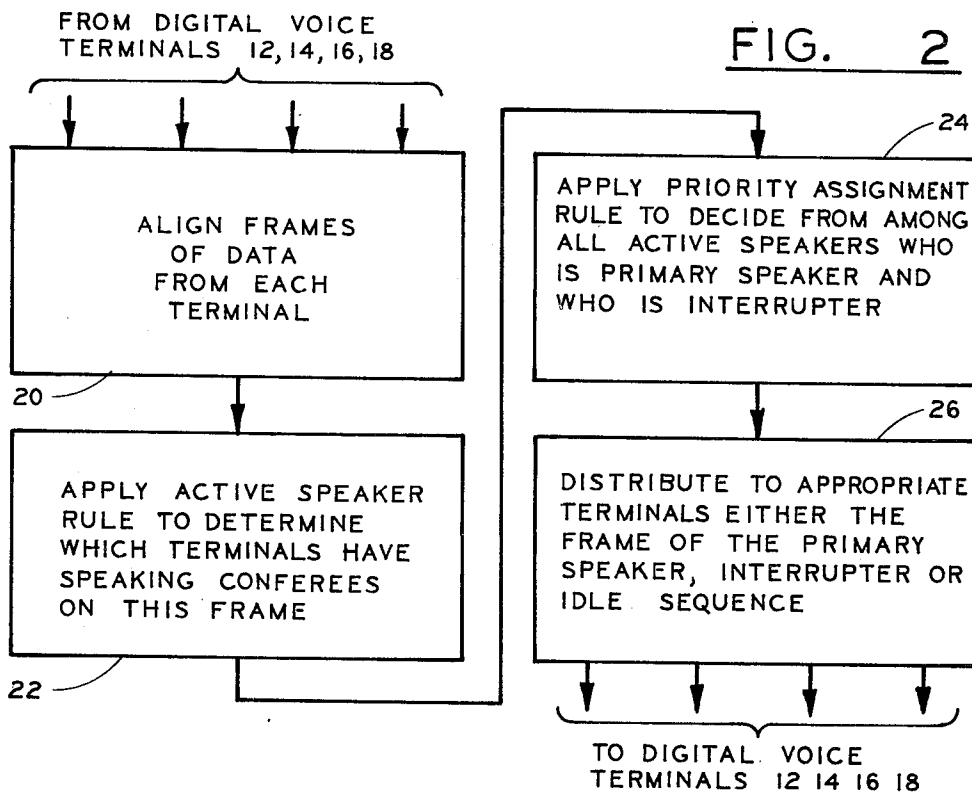 FROM DIGITAL VOICE
TERMINALS 12, 14, 16, 18
FIG. 2
ALIGN FRAMES
OF DATA
FROM EACH
TERMINAL
20
APPLY ACTIVE SPEAKER
RULE TO DETERMINE
WHICH TERMINALS HAVE
SPEAKING CONFEREES
ON THIS FRAME
22
24
APPLY PRIORITY ASSIGNMENT
RULE TO DECIDE FROM AMONG
ALL ACTIVE SPEAKERS WHO
IS PRIMARY SPEAKER AND
WHO IS INTERRUPTER
26
DISTRIBUTE TO APPROPRIATE
TERMINALS EITHER THE
FRAME OF THE PRIMARY
SPEAKER, INTERRUPTER OR
IDLE SEQUENCE
TO DIGITAL VOICE
TERMINALS 12 14 16 18